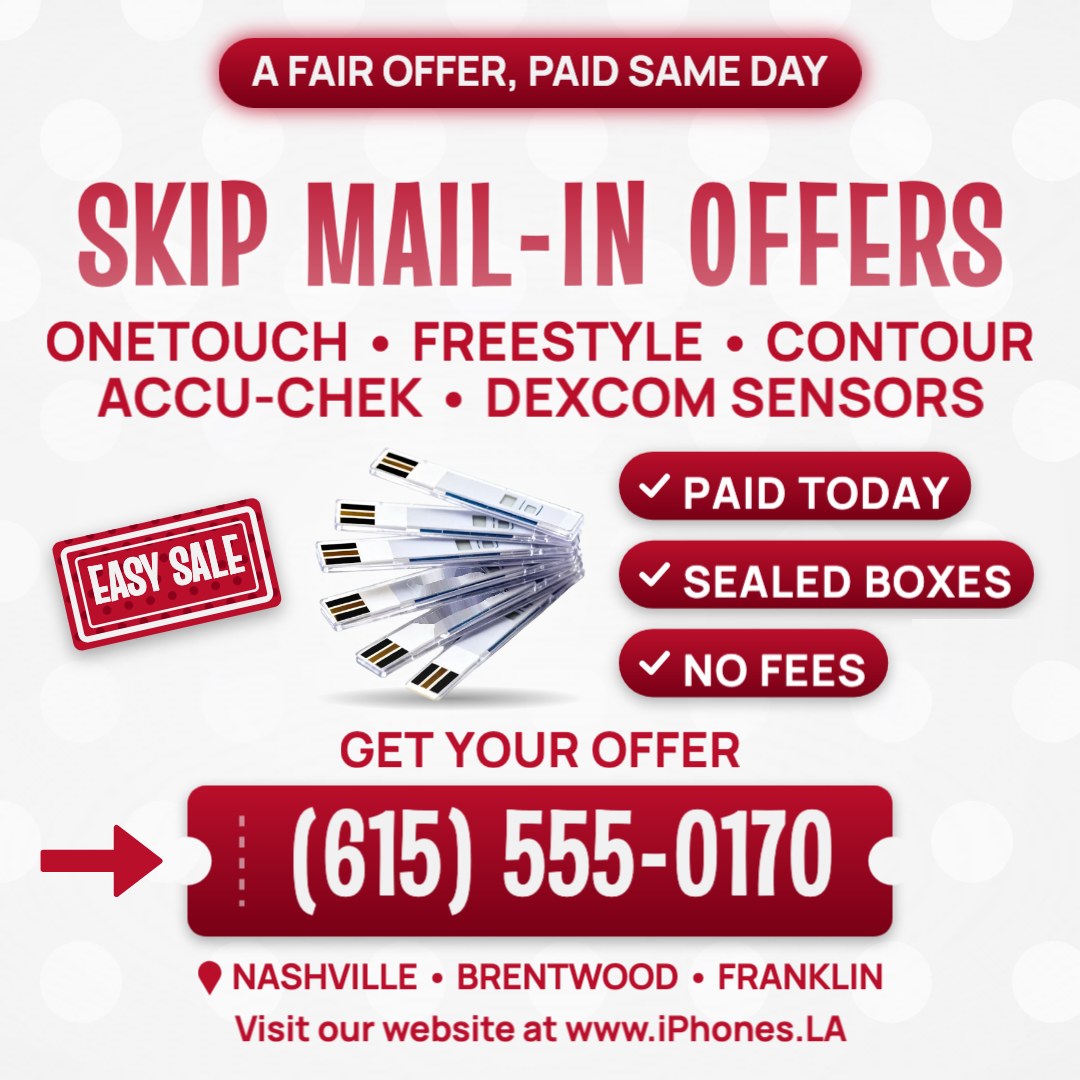 A FAIR OFFER, PAID SAME DAY
SKIP MAIL-IN OFFERS
ONETOUCH • FREESTYLE • CONTOUR
ACCU-CHEK • DEXCOM SENSORS
EASY SALE
✓ PAID TODAY
✓ SEALED BOXES
✓ NO FEES
GET YOUR OFFER
(615) 555-0170
NASHVILLE • BRENTWOOD • FRANKLIN
Visit our website at www.iPhones.LA